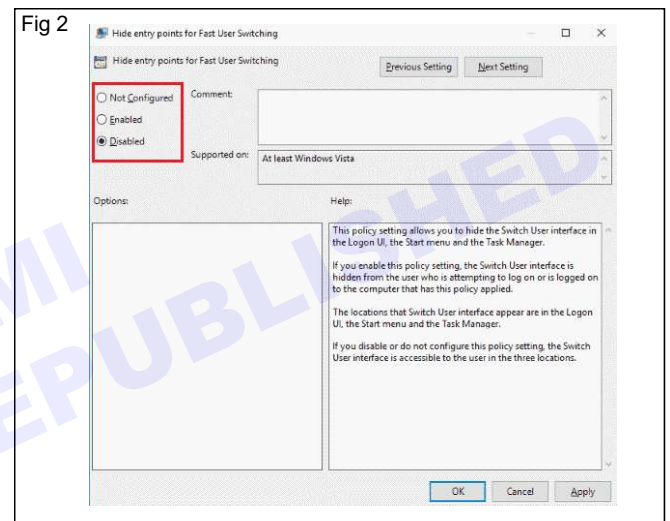 Fig 2
Hide entry points for Fast User Switching
Hide entry points for Fast User Switching
Previous Setting
Next Setting
Not Configured
Enabled
Disabled
Comment:
Supported on:
At least Windows Vista
Options:
Help:
This policy setting allows you to hide the Switch User interface in
the Logon UI, the Start menu and the Task Manager.
If you enable this policy setting, the Switch User interface is
hidden from the user who is attempting to log on or is logged on
to the computer that has this policy applied.
The locations that Switch User interface appear are in the Logon
UI, the Start menu and the Task Manager.
If you disable or do not configure this policy setting, the Switch
User interface is accessible to the user in the three locations.
OK
Cancel
Apply
MI
EPUBLISHED